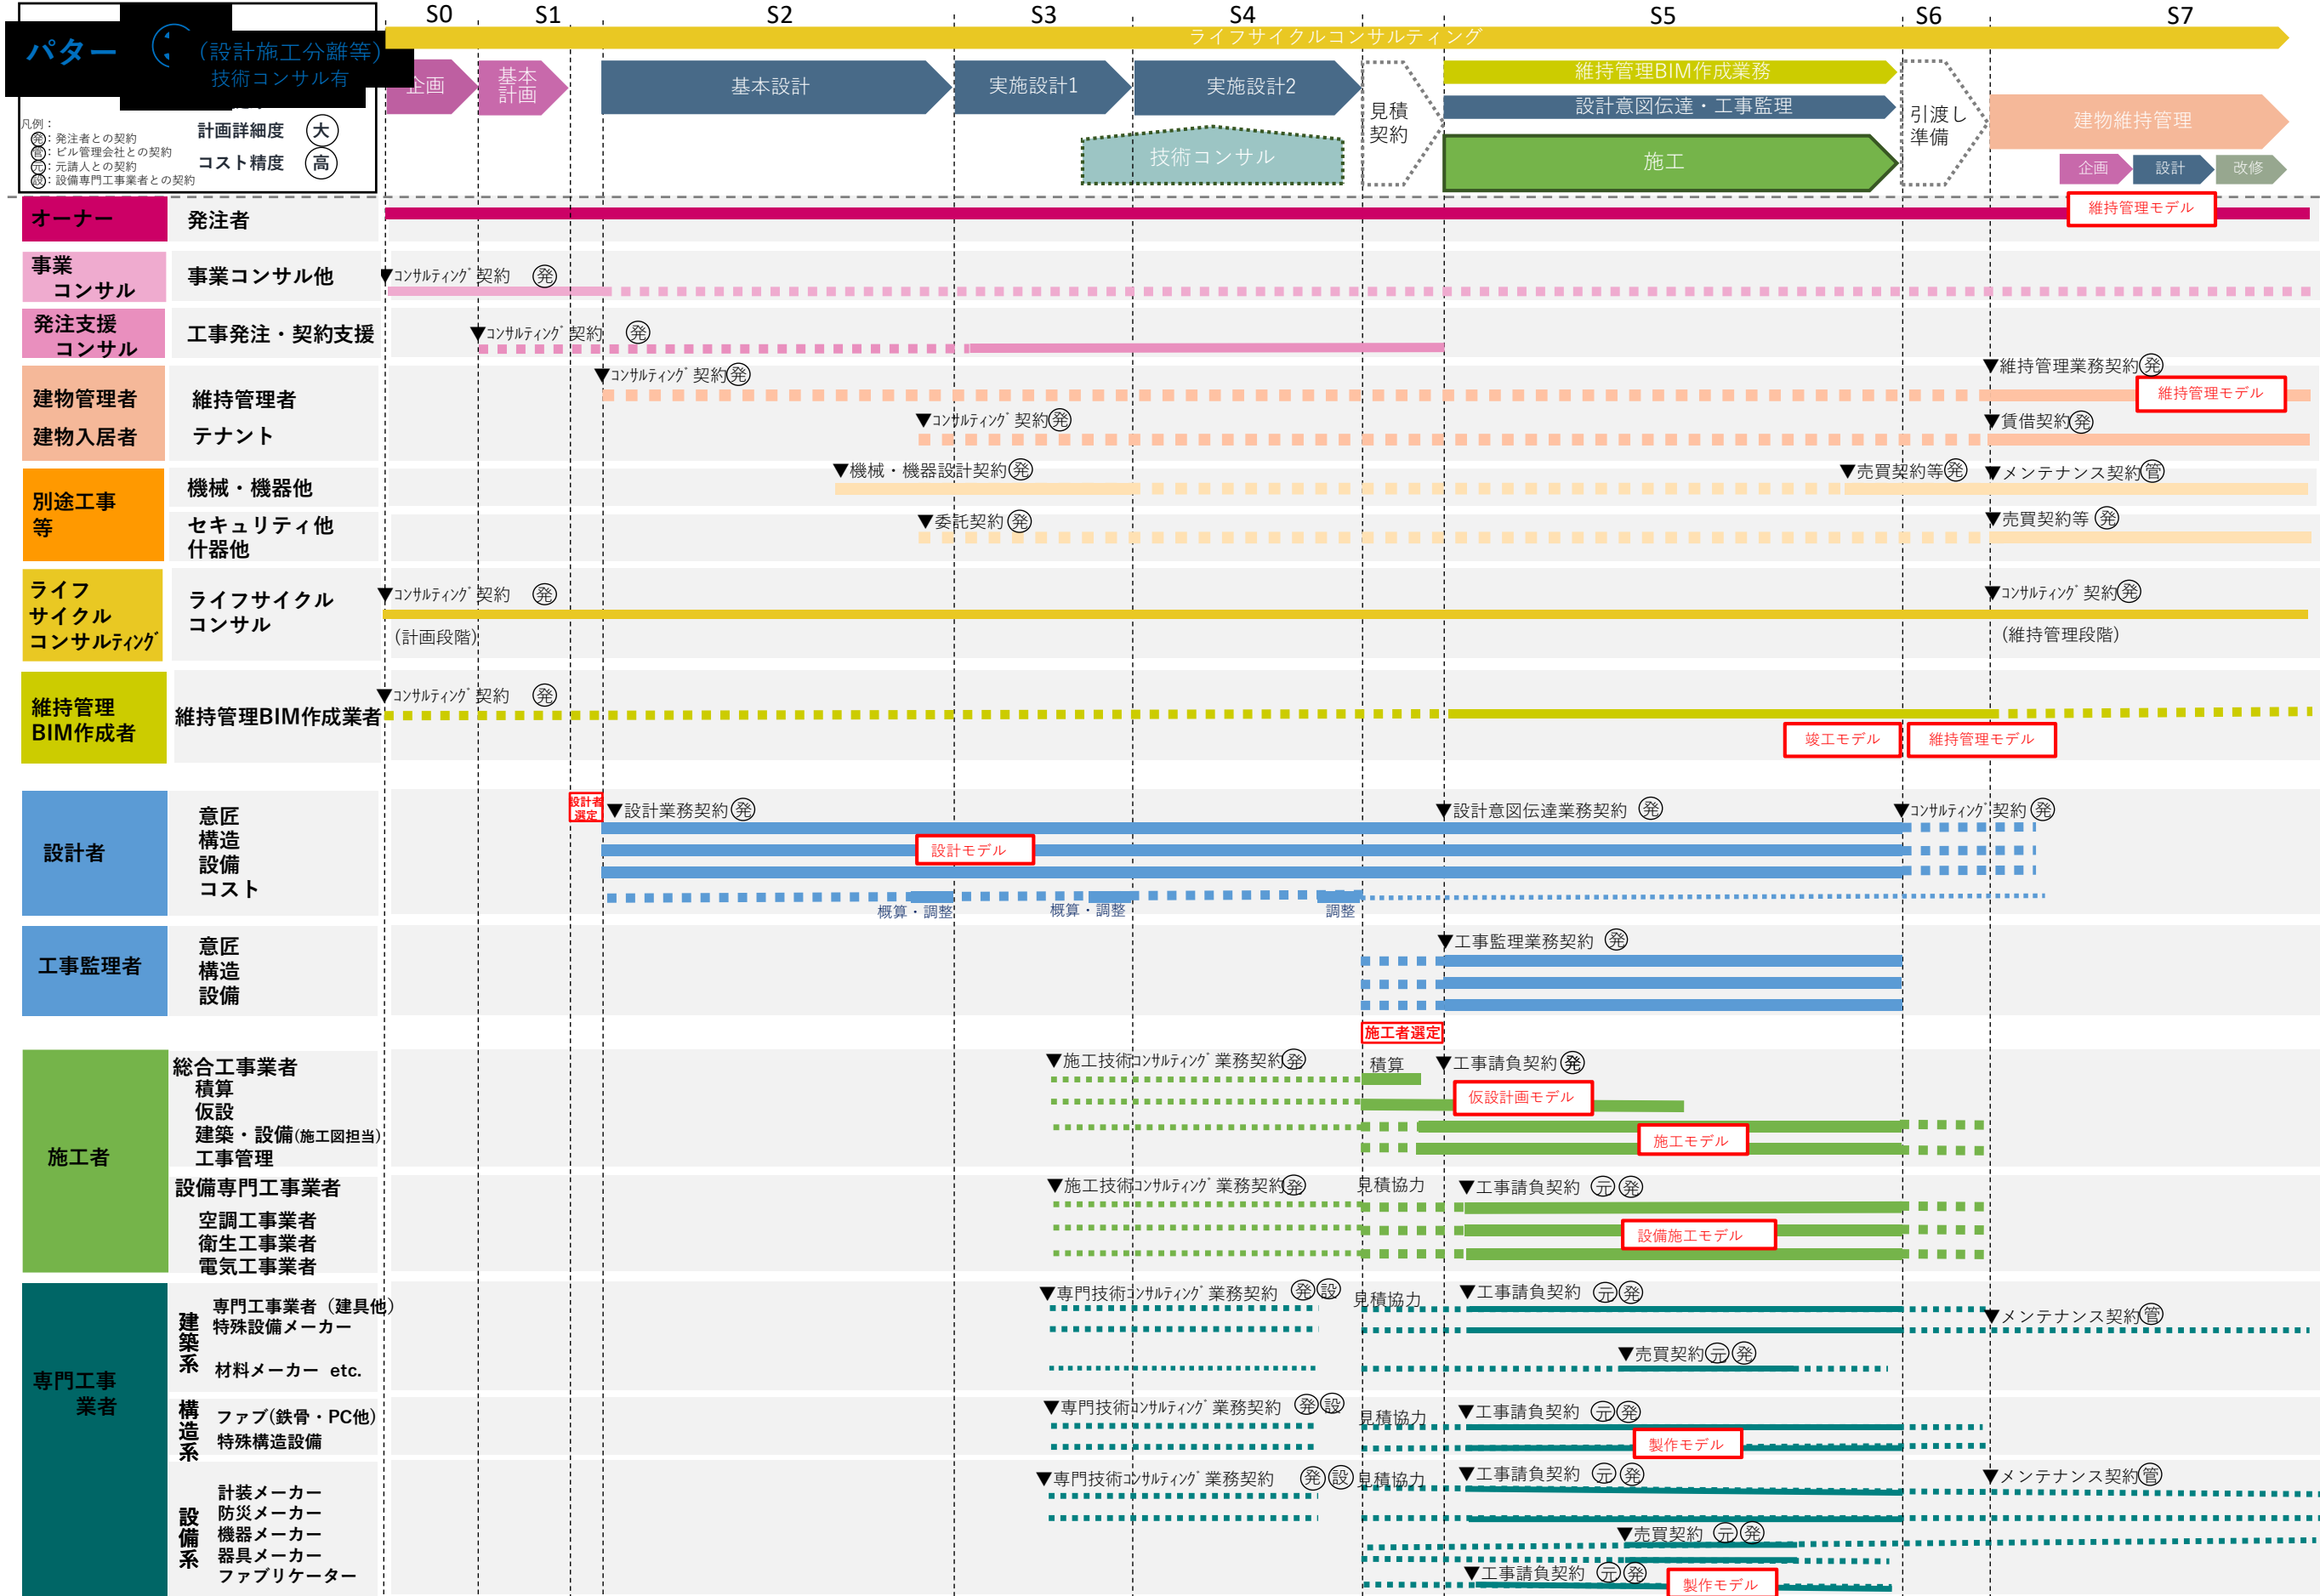 S0 S1 S2 S3 S4 S5 S6 S7
ライフサイクルコンサルティング
パター
(設計施工分離等)
技術コンサル有
計画詳細度 大
コスト精度 高
凡例：
発：発注者との契約
管：ビル管理会社との契約
元：元請人との契約
設：設備専門工事業者との契約
企画
基本
計画
基本設計
実施設計1
実施設計2
技術コンサル
見積
契約
維持管理BIM作成業務
設計意図伝達・工事監理
施工
引渡し
準備
建物維持管理
企画 設計 改修
オーナー 発注者
維持管理モデル
事業
コンサル
事業コンサル他
▼コンサルティング契約 発
発注支援
コンサル
工事発注・契約支援
▼コンサルティング契約 発
建物管理者 維持管理者
▼コンサルティング契約 発
▼維持管理業務契約 発
維持管理モデル
建物入居者 テナント
▼コンサルティング契約 発
▼賃借契約 発
別途工事
等
機械・機器他
▼機械・機器設計契約 発
▼売買契約等 発
▼メンテナンス契約 管
セキュリティ他
什器他
▼委託契約 発
▼売買契約等 発
ライフ
サイクル
コンサルティング
ライフサイクル
コンサル
▼コンサルティング契約 発
(計画段階)
▼コンサルティング契約 発
(維持管理段階)
維持管理
BIM作成者
維持管理BIM作成業者
▼コンサルティング契約 発
竣工モデル
維持管理モデル
設計者
意匠
構造
設備
コスト
設計者
選定
▼設計業務契約 発
設計モデル
▼設計意図伝達業務契約 発
▼コンサルティング契約 発
概算・調整
概算・調整
調整
工事監理者
意匠
構造
設備
▼工事監理業務契約 発
施工者選定
施工者
総合工事業者
積算
仮設
建築・設備(施工図担当)
工事管理
▼施工技術コンサルティング業務契約 発
積算
▼工事請負契約 発
仮設計画モデル
施工モデル
設備専門工事業者
空調工事業者
衛生工事業者
電気工事業者
▼施工技術コンサルティング業務契約 発
見積協力
▼工事請負契約 元 発
設備施工モデル
専門工事
業者
建築系
専門工事業者（建具他）
特殊設備メーカー
材料メーカー etc.
▼専門技術コンサルティング業務契約 発 設
見積協力
▼工事請負契約 元 発
▼メンテナンス契約 管
▼売買契約 元 発
構造系
ファブ(鉄骨・PC他)
特殊構造設備
▼専門技術コンサルティング業務契約 発 設
見積協力
▼工事請負契約 元 発
製作モデル
設備系
計装メーカー
防災メーカー
機器メーカー
器具メーカー
ファブリケーター
▼専門技術コンサルティング業務契約 発 設
見積協力
▼工事請負契約 元 発
▼メンテナンス契約 管
▼売買契約 元 発
▼工事請負契約 元 発
製作モデル